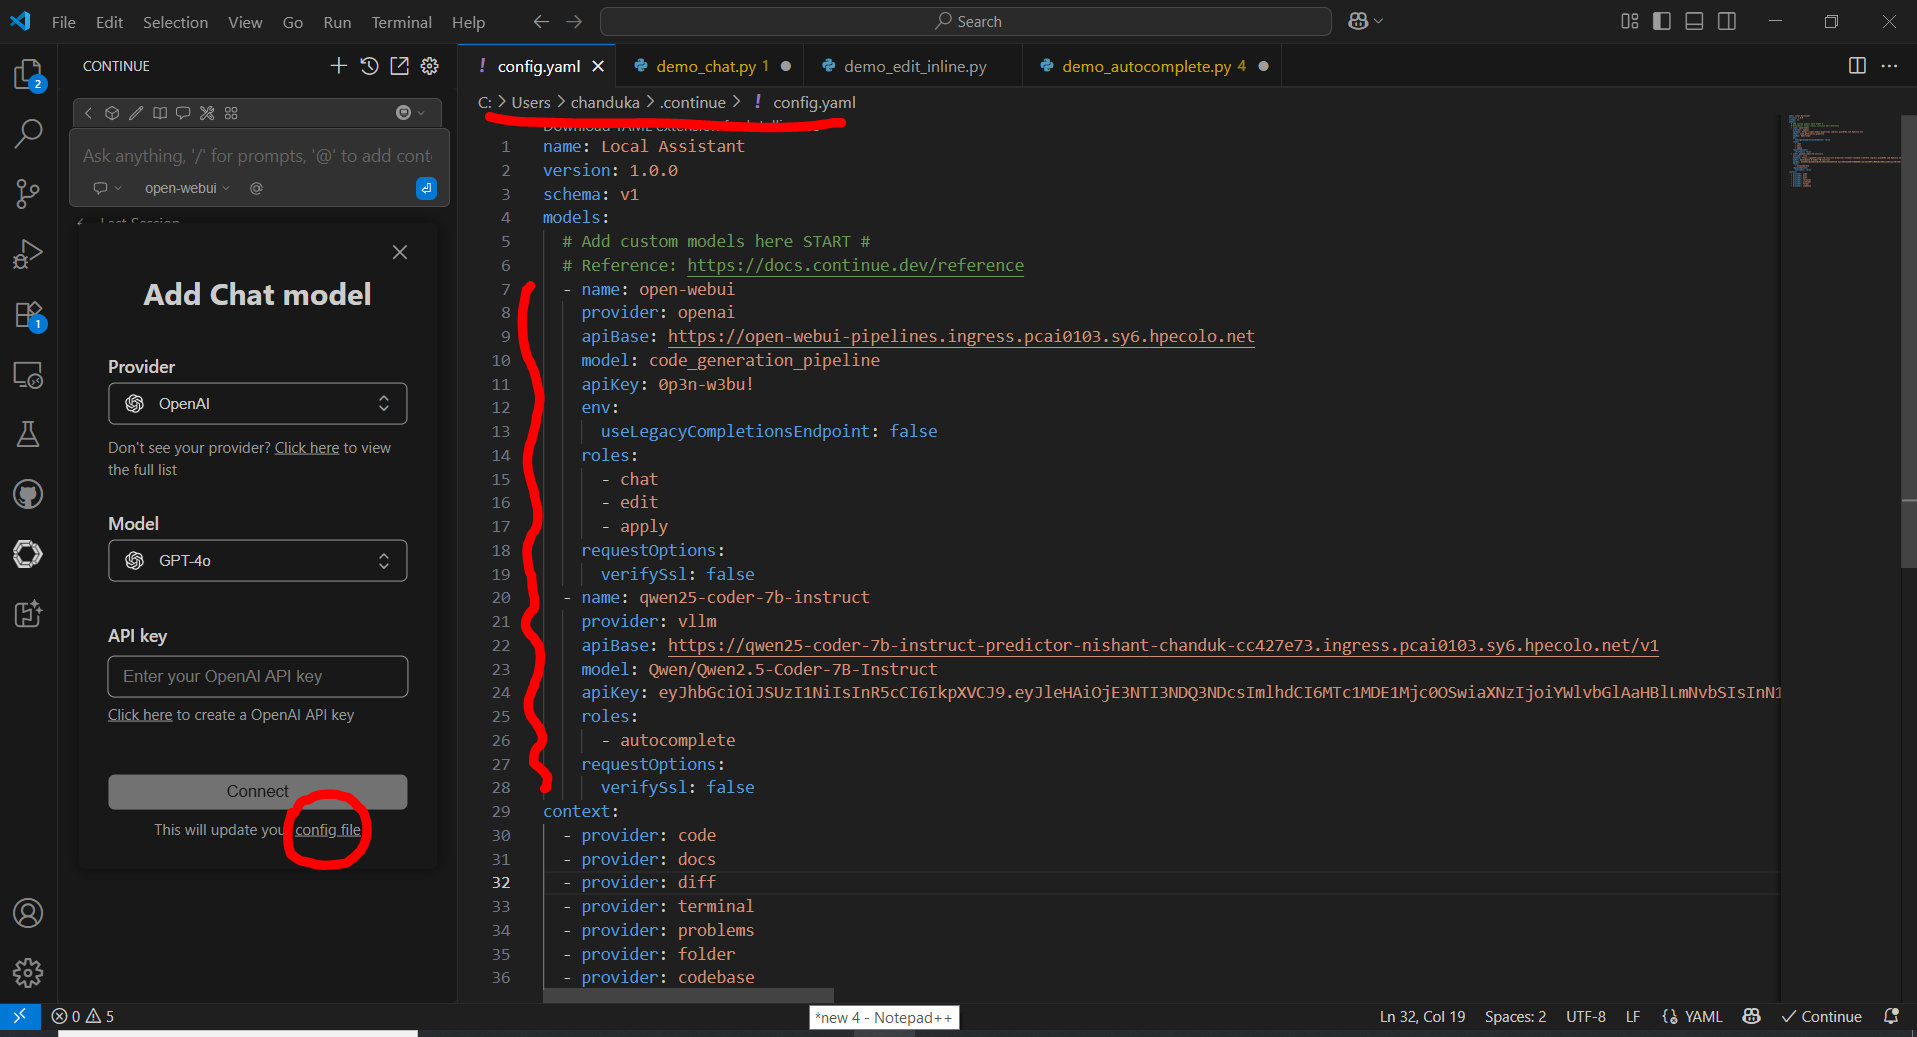 File Edit Selection View Go Run Terminal Help
Search
CONTINUE
config.yaml
demo_chat.py 1
demo_edit_inline.py
demo_autocomplete.py 4
C: > Users > chanduka > .continue > ! config.yaml
Ask anything, '/' for prompts, '@' to add conte
open-webui
@
Last Session
Add Chat model
Provider
OpenAI
Don't see your provider? Click here to view
the full list
Model
GPT-4o
API key
Enter your OpenAI API key
Click here to create a OpenAI API key
Connect
This will update your config file
2
1
1 name: Local Assistant
2 version: 1.0.0
3 schema: v1
4 models:
5 # Add custom models here START #
6 # Reference: https://docs.continue.dev/reference
7 - name: open-webui
8 provider: openai
9 apiBase: https://open-webui-pipelines.ingress.pcai0103.sy6.hpecolo.net
10 model: code_generation_pipeline
11 apiKey: 0p3n-w3bu!
12 env:
13 useLegacyCompletionsEndpoint: false
14 roles:
15 - chat
16 - edit
17 - apply
18 requestOptions:
19 verifySsl: false
20 - name: qwen25-coder-7b-instruct
21 provider: vllm
22 apiBase: https://qwen25-coder-7b-instruct-predictor-nishant-chanduk-cc427e73.ingress.pcai0103.sy6.hpecolo.net/v1
23 model: Qwen/Qwen2.5-Coder-7B-Instruct
24 apiKey: eyJhbGciOiJSUzI1NiIsInR5cCI6IkpXVCJ9.eyJleHAiOjE3NTI3NDQ3NDcsImlhdCI6MTc1MDE1Mjc0OSwiaXNzIjoiYWlvbGlAaHBlLmNvbSIsInN1
25 roles:
26 - autocomplete
27 requestOptions:
28 verifySsl: false
29 context:
30 - provider: code
31 - provider: docs
32 - provider: diff
33 - provider: terminal
34 - provider: problems
35 - provider: folder
36 - provider: codebase
0 5
*new 4 - Notepad++
Ln 32, Col 19 Spaces: 2 UTF-8 LF YAML Continue